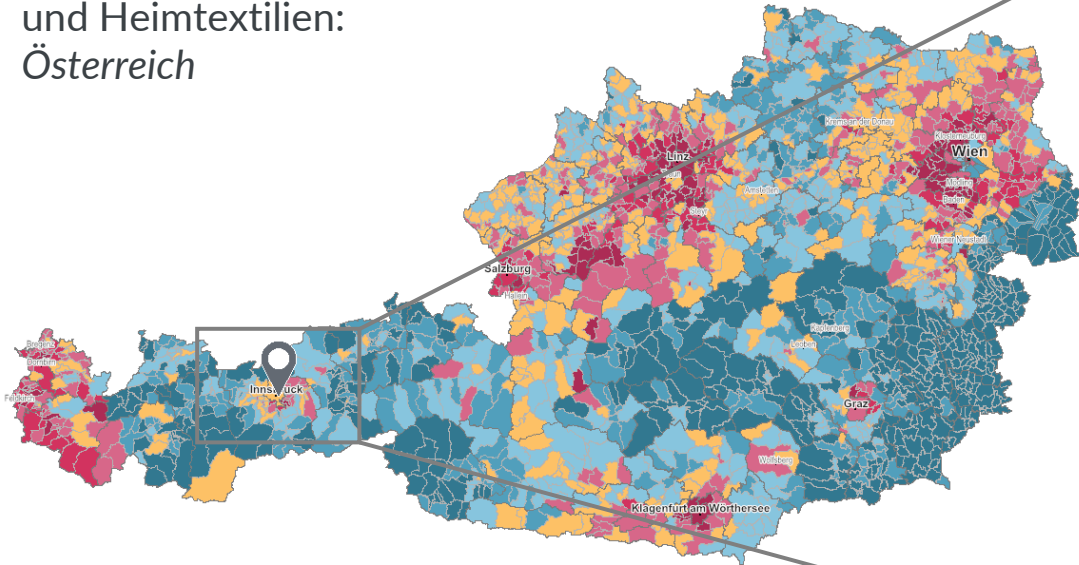 und Heimtextilien:
Österreich
Krems an der Donau
Klosterneuburg
Wien
Linz
Mödling
Amstetten
Baden
Steyr
Wiener Neustadt
Salzburg
Hallein
Kapfenberg
Bregenz
Leoben
Dornbirn
Innsbruck
Feldkirch
Graz
Wolfsberg
Klagenfurt am Wörthersee